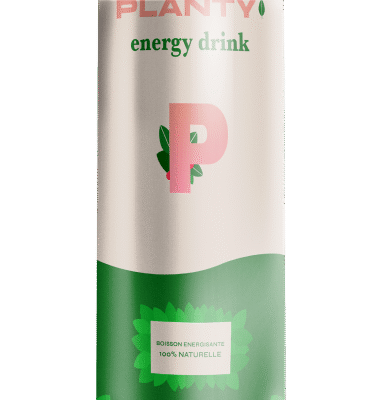 PLANTY
energy drink
P
BOISSON ENERGISANTE
100% NATURELLE